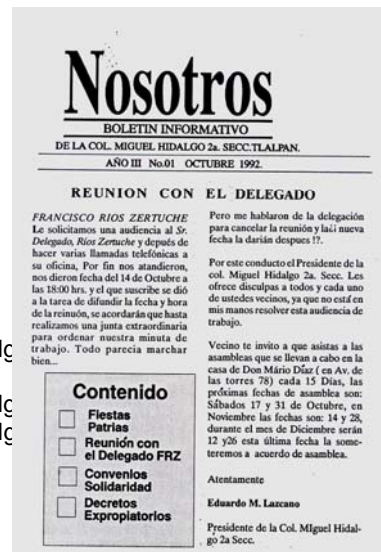 Nosotros
BOLETIN INFORMATIVO
DE LA COL. MIGUEL HIDALGO 2a. SECC.TLALPAN.
AÑO III No.01 OCTUBRE 1992.
REUNION CON EL DELEGADO
FRANCISCO RIOS ZERTUCHE
Le solicitamos una audiencia al Sr.
Delegado, Rios Zertuche y depués de
hacer varias llamadas telefónicas a
su oficina, Por fin nos atandieron,
nos dieron fecha del 14 de Octubre a
las 18:00 hrs. y el que suscribe se dió
a la tarea de difundir la fecha y hora
de la reinuón, se acordarán que hasta
realizamos una junta extraordinaria
para ordenar nuestra minuta de
trabajo. Todo parecia marchar
bien...
Contenido
Fiestas
Patrias
Reunión con
el Delegado FRZ
Convenios
Solidaridad
Decretos
Expropiatorios
Pero me hablaron de la delegación
para cancelar la reunión y la nueva
fecha la darián despues !?.
Por este conducto el Presidente de la
col. Miguel Hidalgo 2a. Secc. Les
ofrece disculpas a todos y cada uno
de ustedes vecinos, ya que no está en
mis manos resolver esta audiencia de
trabajo.
Vecino te invito a que asistas a las
asambleas que se llevan a cabo en la
casa de Don Mário Díaz ( en Av. de
las torres 78) cada 15 Días, las
próximas fechas de asamblea son:
Sábados 17 y 31 de Octubre, en
Noviembre las fechas son: 14 y 28,
durante el mes de Diciembre serán
12 y26 esta última fecha la some-
teremos a acuerdo de asamblea.
Atentamente
Eduardo M. Lazcano
Presidente de la Col. MIguel Hidal-
go 2a Secc.